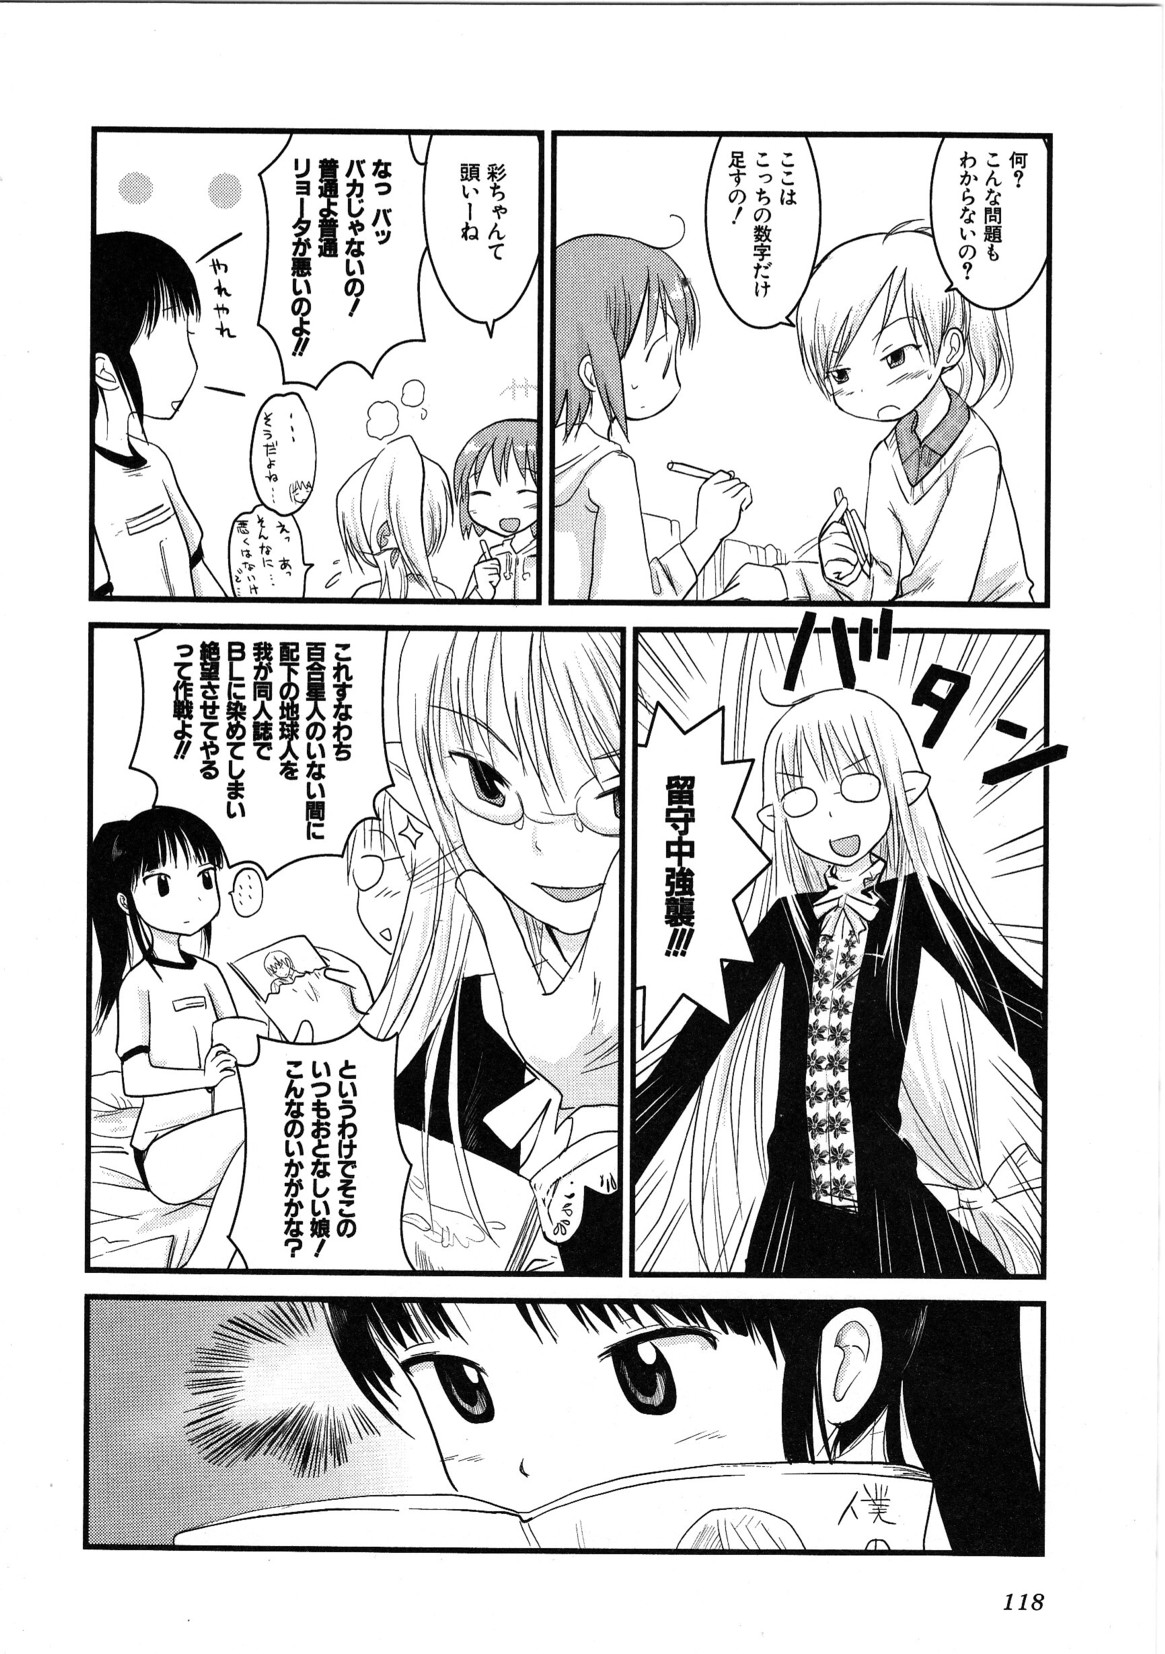 何?
こんな問題も
わからないの?
ここは
こっちの数字だけ
足すの!
彩ちゃんて
頭いーね
なっ バッ
バカじゃないの!
普通よ普通
リョータが悪いのよ!!
やれやれ
…
そうだよね…
えっ あっ
そんなに…
悪くはないけど…
バタン
留守中強襲!!!
これすなわち
百合星人のいない間に
配下の地球人を
我が同人誌で
BLに染めてしまい
絶望させてやる
って作戦よ!!
……
というわけでそこの
いつもおとなしい娘!
こんなのいかがかな?
僕の
人
118